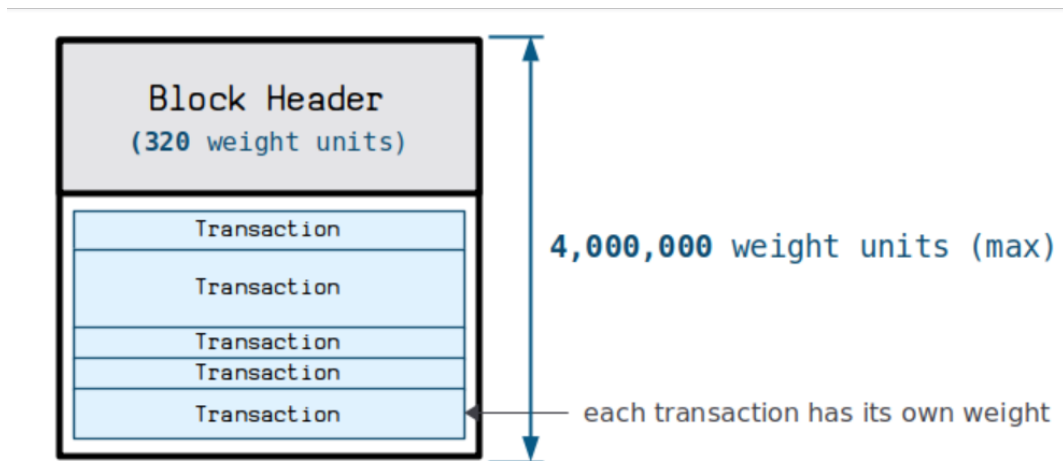 Block Header
(320 weight units)
Transaction
Transaction
4,000,000 weight units (max)
Transaction
Transaction
Transaction
each transaction has its own weight